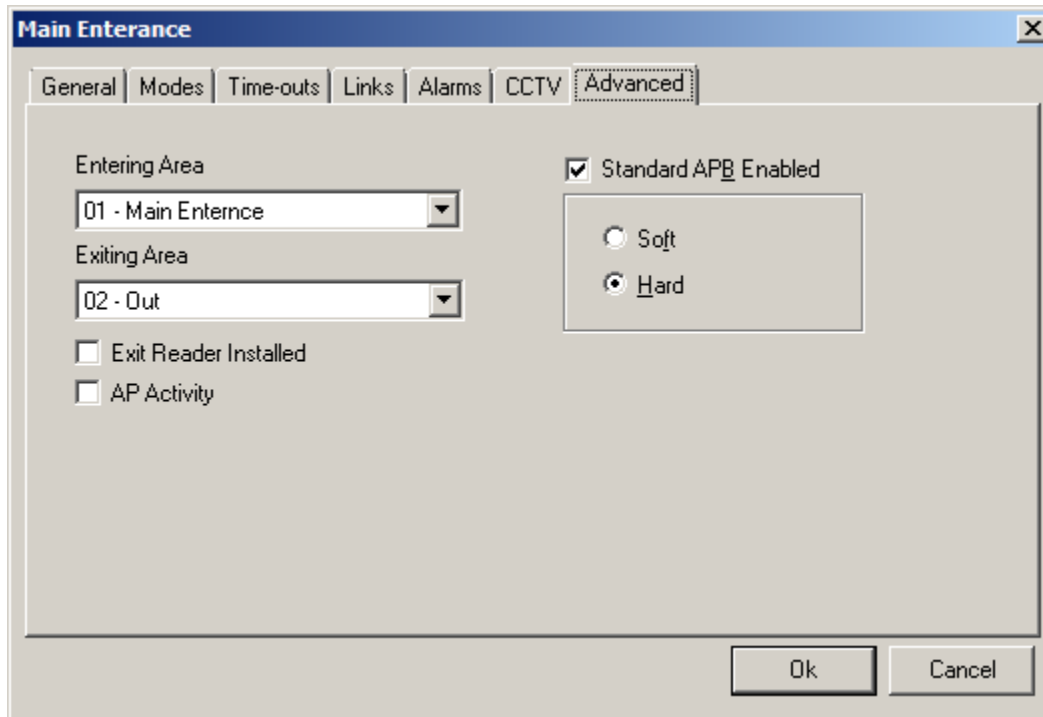 Main Enterance
General Modes Time-outs Links Alarms CCTV Advanced
Entering Area
01 - Main Enternce
Exiting Area
02 - Out
Exit Reader Installed
AP Activity
Standard APB Enabled
Soft
Hard
Ok Cancel